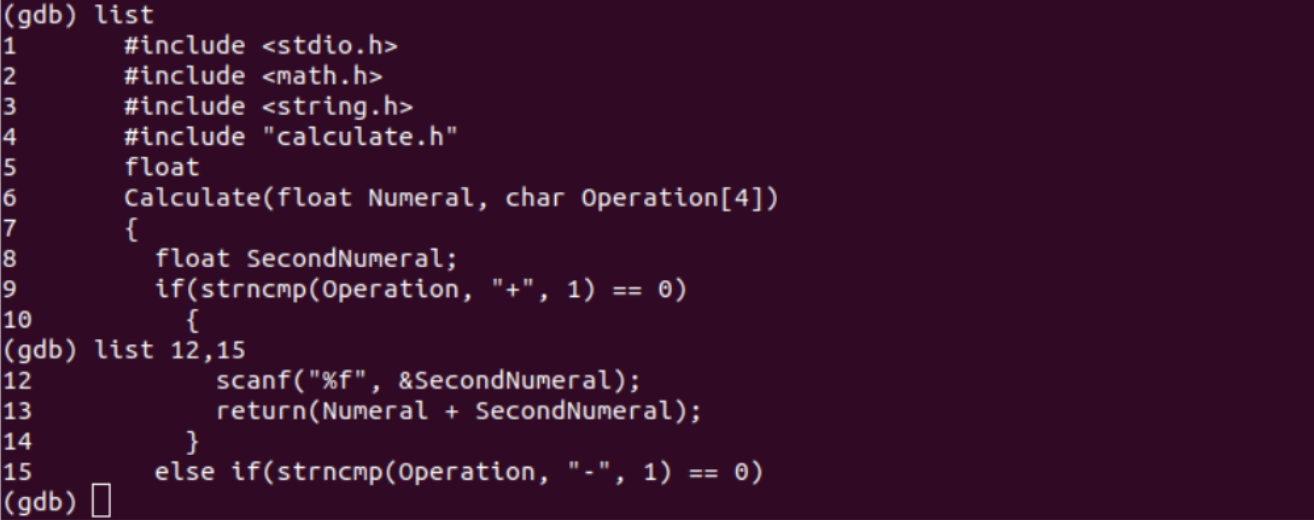 (gdb) list
1        #include <stdio.h>
2        #include <math.h>
3        #include <string.h>
4        #include "calculate.h"
5        float
6        Calculate(float Numeral, char Operation[4])
7        {
8          float SecondNumeral;
9          if(strncmp(Operation, "+", 1) == 0)
10           {
(gdb) list 12,15
12             scanf("%f", &SecondNumeral);
13             return(Numeral + SecondNumeral);
14           }
15         else if(strncmp(Operation, "-", 1) == 0)
(gdb)